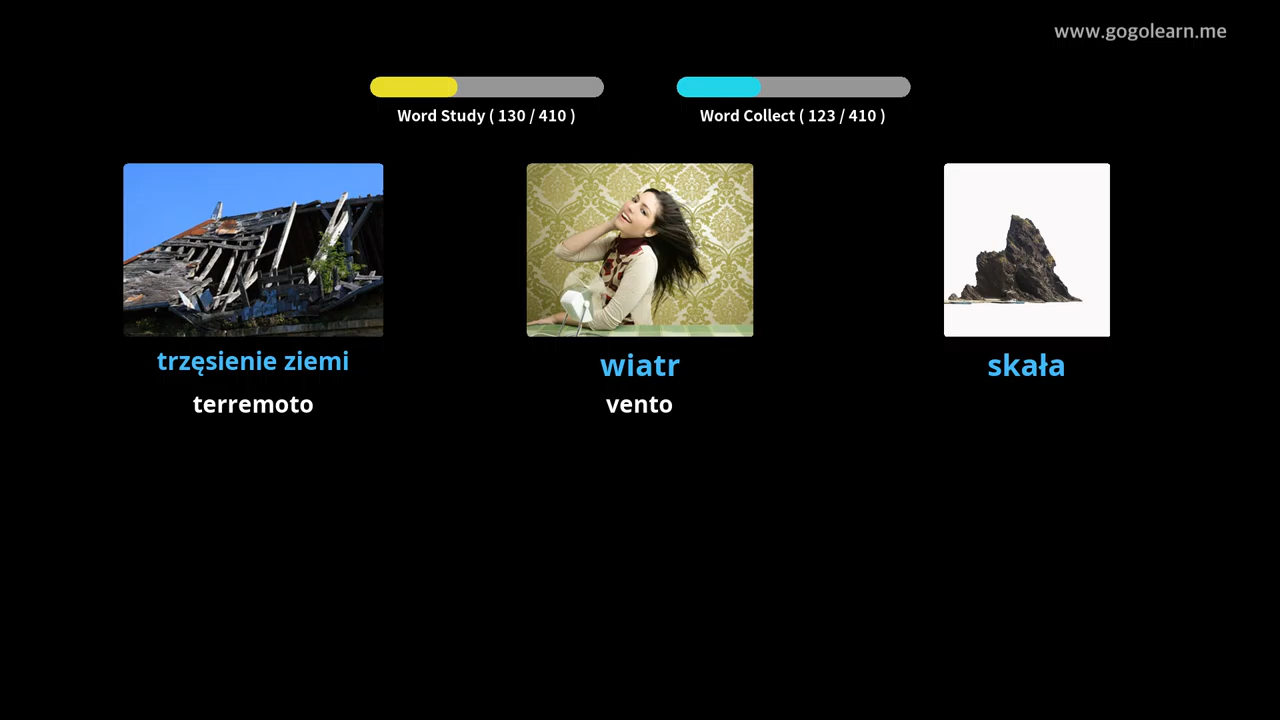 www.gogolearn.me
Word Study ( 130 / 410 )
Word Collect ( 123 / 410 )
trzęsienie ziemi
terremoto
wiatr
vento
skała